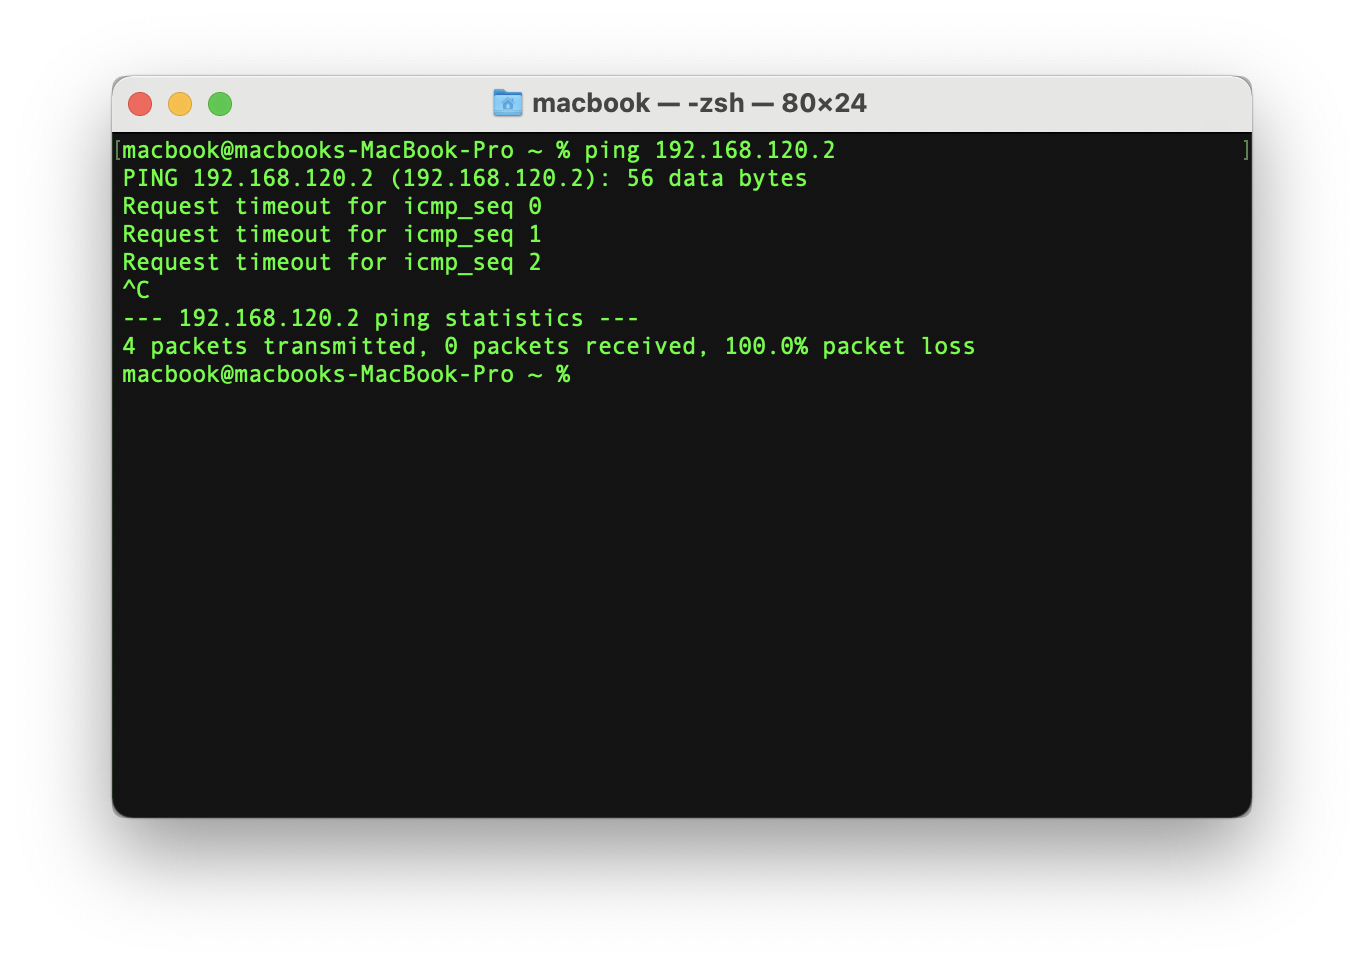 macbook — -zsh — 80×24
[macbook@macbooks-MacBook-Pro ~ % ping 192.168.120.2 ]
PING 192.168.120.2 (192.168.120.2): 56 data bytes
Request timeout for icmp_seq 0
Request timeout for icmp_seq 1
Request timeout for icmp_seq 2
^C
--- 192.168.120.2 ping statistics ---
4 packets transmitted, 0 packets received, 100.0% packet loss
macbook@macbooks-MacBook-Pro ~ %